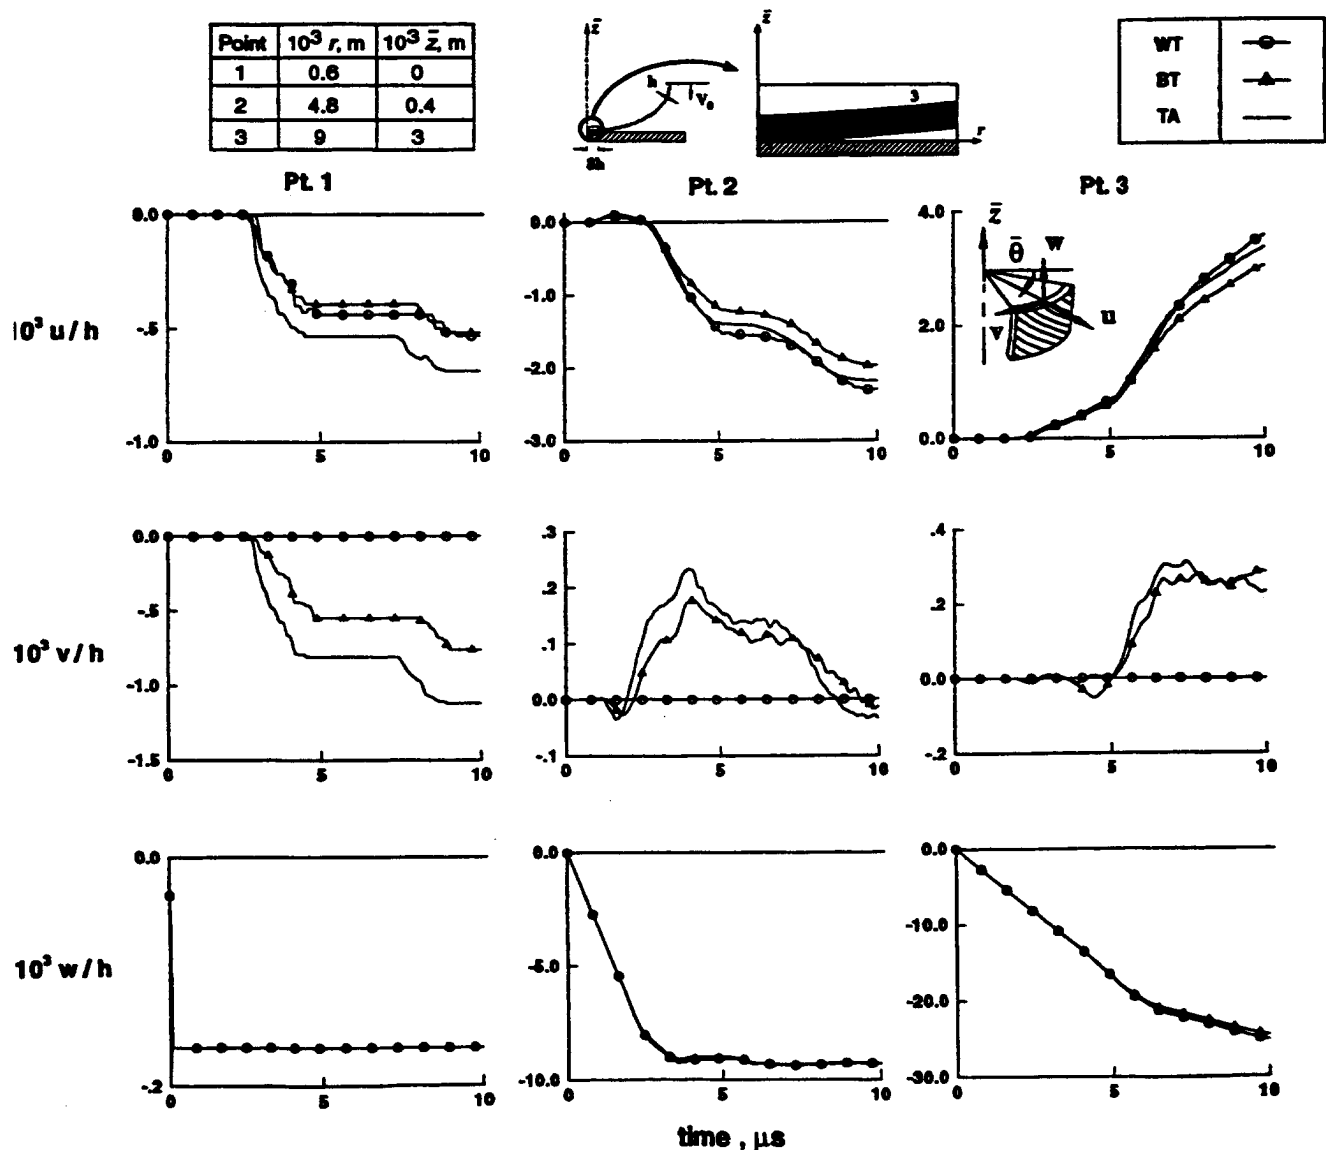 Point 10³ r, m 10³ z̄, m
1 0.6 0
2 4.8 0.4
3 9 3
z̄
h
v₀
8h
z̄
3
r
WT
BT
TA
Pt. 1
Pt. 2
Pt. 3
10³ u/h
0.0
-.5
-1.0
0 5 10
0.0
-1.0
-2.0
-3.0
0 5 10
4.0
2.0
0.0
0 5 10
z̄
θ̄
w
v
u
10³ v/h
0.0
-.5
-1.0
-1.5
0 5 10
.3
.2
.1
0.0
-.1
0 5 10
.4
.2
0.0
-.2
0 5 10
10³ w/h
0.0
-.2
0 5 10
0.0
-5.0
-10.0
0 5 10
0.0
-10.0
-20.0
-30.0
0 5 10
time , μs